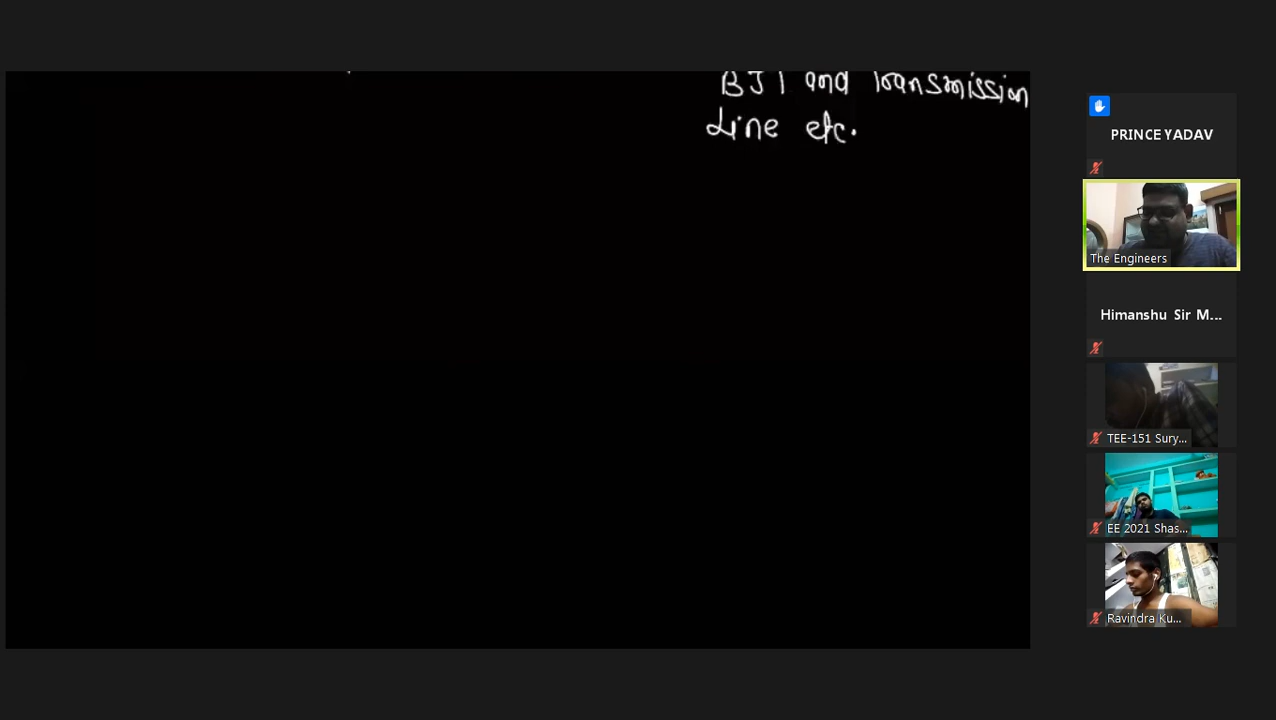 BJT and Transmission
Line etc.
PRINCE YADAV
The Engineers
Himanshu Sir M...
TEE-151 Sury...
EE 2021 Shas...
Ravindra Ku...